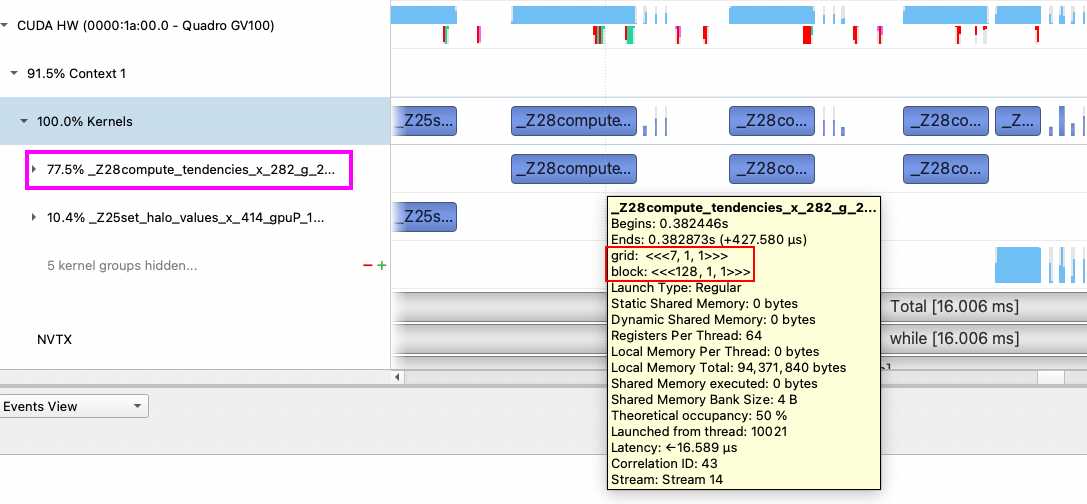 CUDA HW (0000:1a:00.0 - Quadro GV100)
91.5% Context 1
100.0% Kernels
_Z25s...
_Z28compute...
_Z28co...
_Z28co...
_Z...
77.5% _Z28compute_tendencies_x_282_g_2...
_Z28compute...
_Z28co...
_Z28co...
10.4% _Z25set_halo_values_x_414_gpuP_1...
_Z25s...
5 kernel groups hidden...
NVTX
Total [16.006 ms]
while [16.006 ms]
_Z28compute_tendencies_x_282_g_2...
Begins: 0.382446s
Ends: 0.382873s (+427.580 μs)
grid: <<<7, 1, 1>>>
block: <<<128, 1, 1>>>
Launch Type: Regular
Static Shared Memory: 0 bytes
Dynamic Shared Memory: 0 bytes
Registers Per Thread: 64
Local Memory Per Thread: 0 bytes
Local Memory Total: 94,371,840 bytes
Shared Memory executed: 0 bytes
Shared Memory Bank Size: 4 B
Theoretical occupancy: 50 %
Launched from thread: 10021
Latency: ←16.589 μs
Correlation ID: 43
Stream: Stream 14
Events View